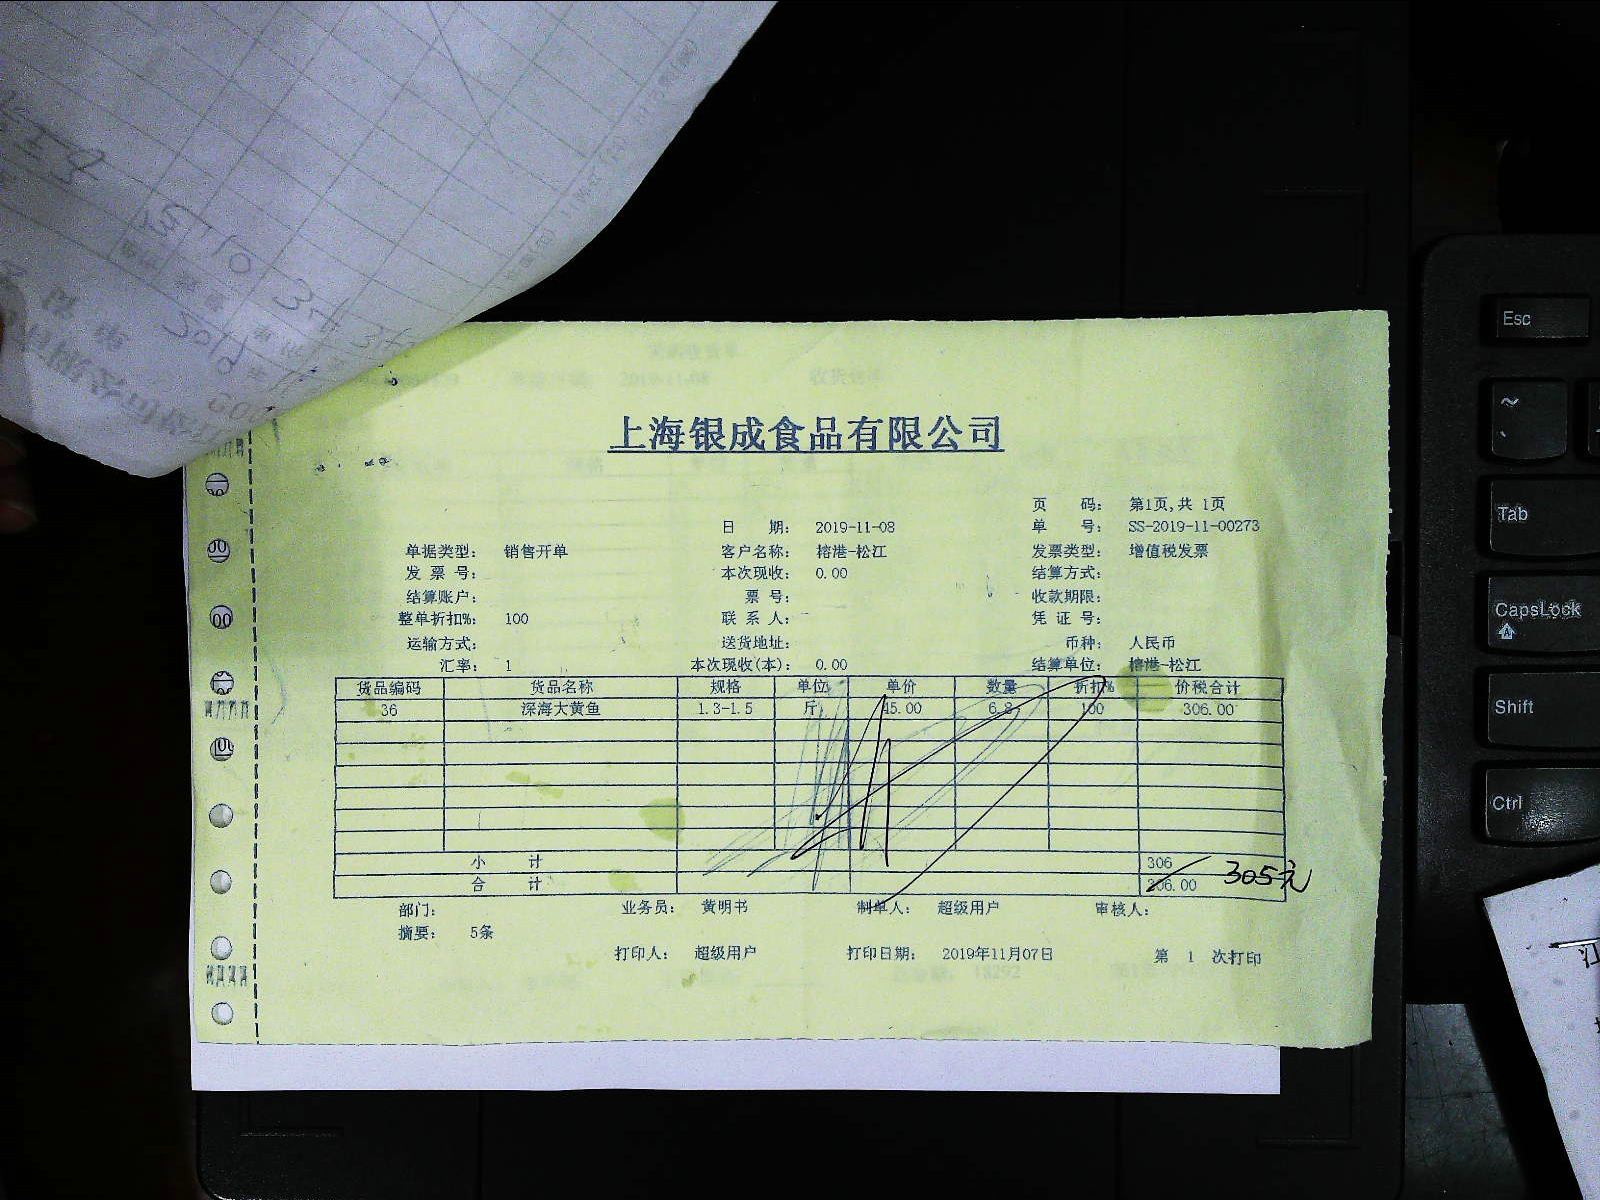 上海银成食品有限公司
页 码： 第1页,共 1页
日 期： 2019-11-08 单 号： SS-2019-11-00273
单据类型： 销售开单 客户名称： 榕港-松江 发票类型： 增值税发票
发 票 号： 本次现收： 0.00 结算方式：
结算账户： 票 号： 收款期限：
整单折扣%： 100 联 系 人： 凭 证 号：
运输方式： 送货地址： 币种： 人民币
汇率： 1 本次现收(本)： 0.00 结算单位： 榕港-松江
货品编码 货品名称 规格 单位 单价 数量 折扣% 价税合计
36 深海大黄鱼 1.3-1.5 斤 45.00 6.8 100 306.00
小 计 306
合 计 306.00 305元
部门： 业务员： 黄明书 制单人： 超级用户 审核人：
摘要： 5条
打印人： 超级用户 打印日期： 2019年11月07日 第 1 次打印
Esc
~
Tab
CapsLock
A
Shift
Ctrl